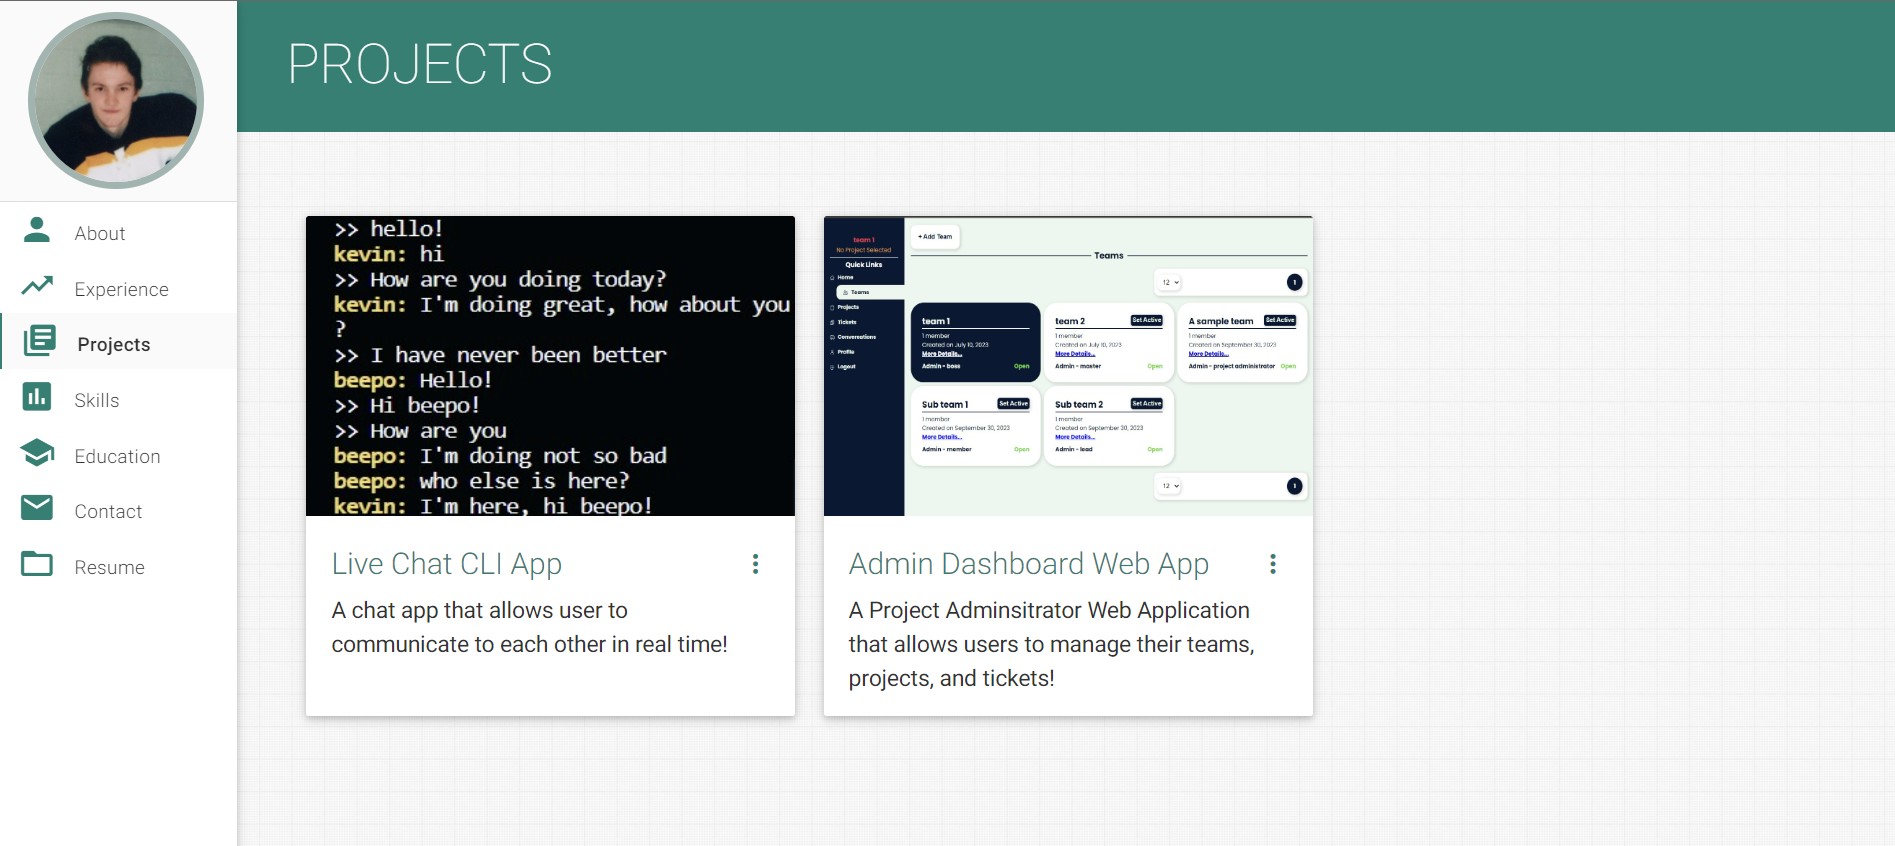 PROJECTS
About
Experience
Projects
Skills
Education
Contact
Resume
>> hello!
kevin: hi
>> How are you doing today?
kevin: I'm doing great, how about you
?
>> I have never been better
beepo: Hello!
>> Hi beepo!
>> How are you
beepo: I'm doing not so bad
beepo: who else is here?
kevin: I'm here, hi beepo!
Live Chat CLI App
A chat app that allows user to
communicate to each other in real time!
team 1
No Project Selected
Quick Links
Home
Teams
Projects
Tickets
Conversations
Profile
Logout
+ Add Team
Teams
12
1
team 1
1 member
Created on July 10, 2023
More Details...
Admin - boss Open
team 2 Set Active
1 member
Created on July 10, 2023
More Details...
Admin - master Open
A sample team Set Active
1 member
Created on September 30, 2023
More Details...
Admin - project administrator Open
Sub team 1 Set Active
1 member
Created on September 30, 2023
More Details...
Admin - member Open
Sub team 2 Set Active
1 member
Created on September 30, 2023
More Details...
Admin - lead Open
12
1
Admin Dashboard Web App
A Project Adminsitrator Web Application
that allows users to manage their teams,
projects, and tickets!